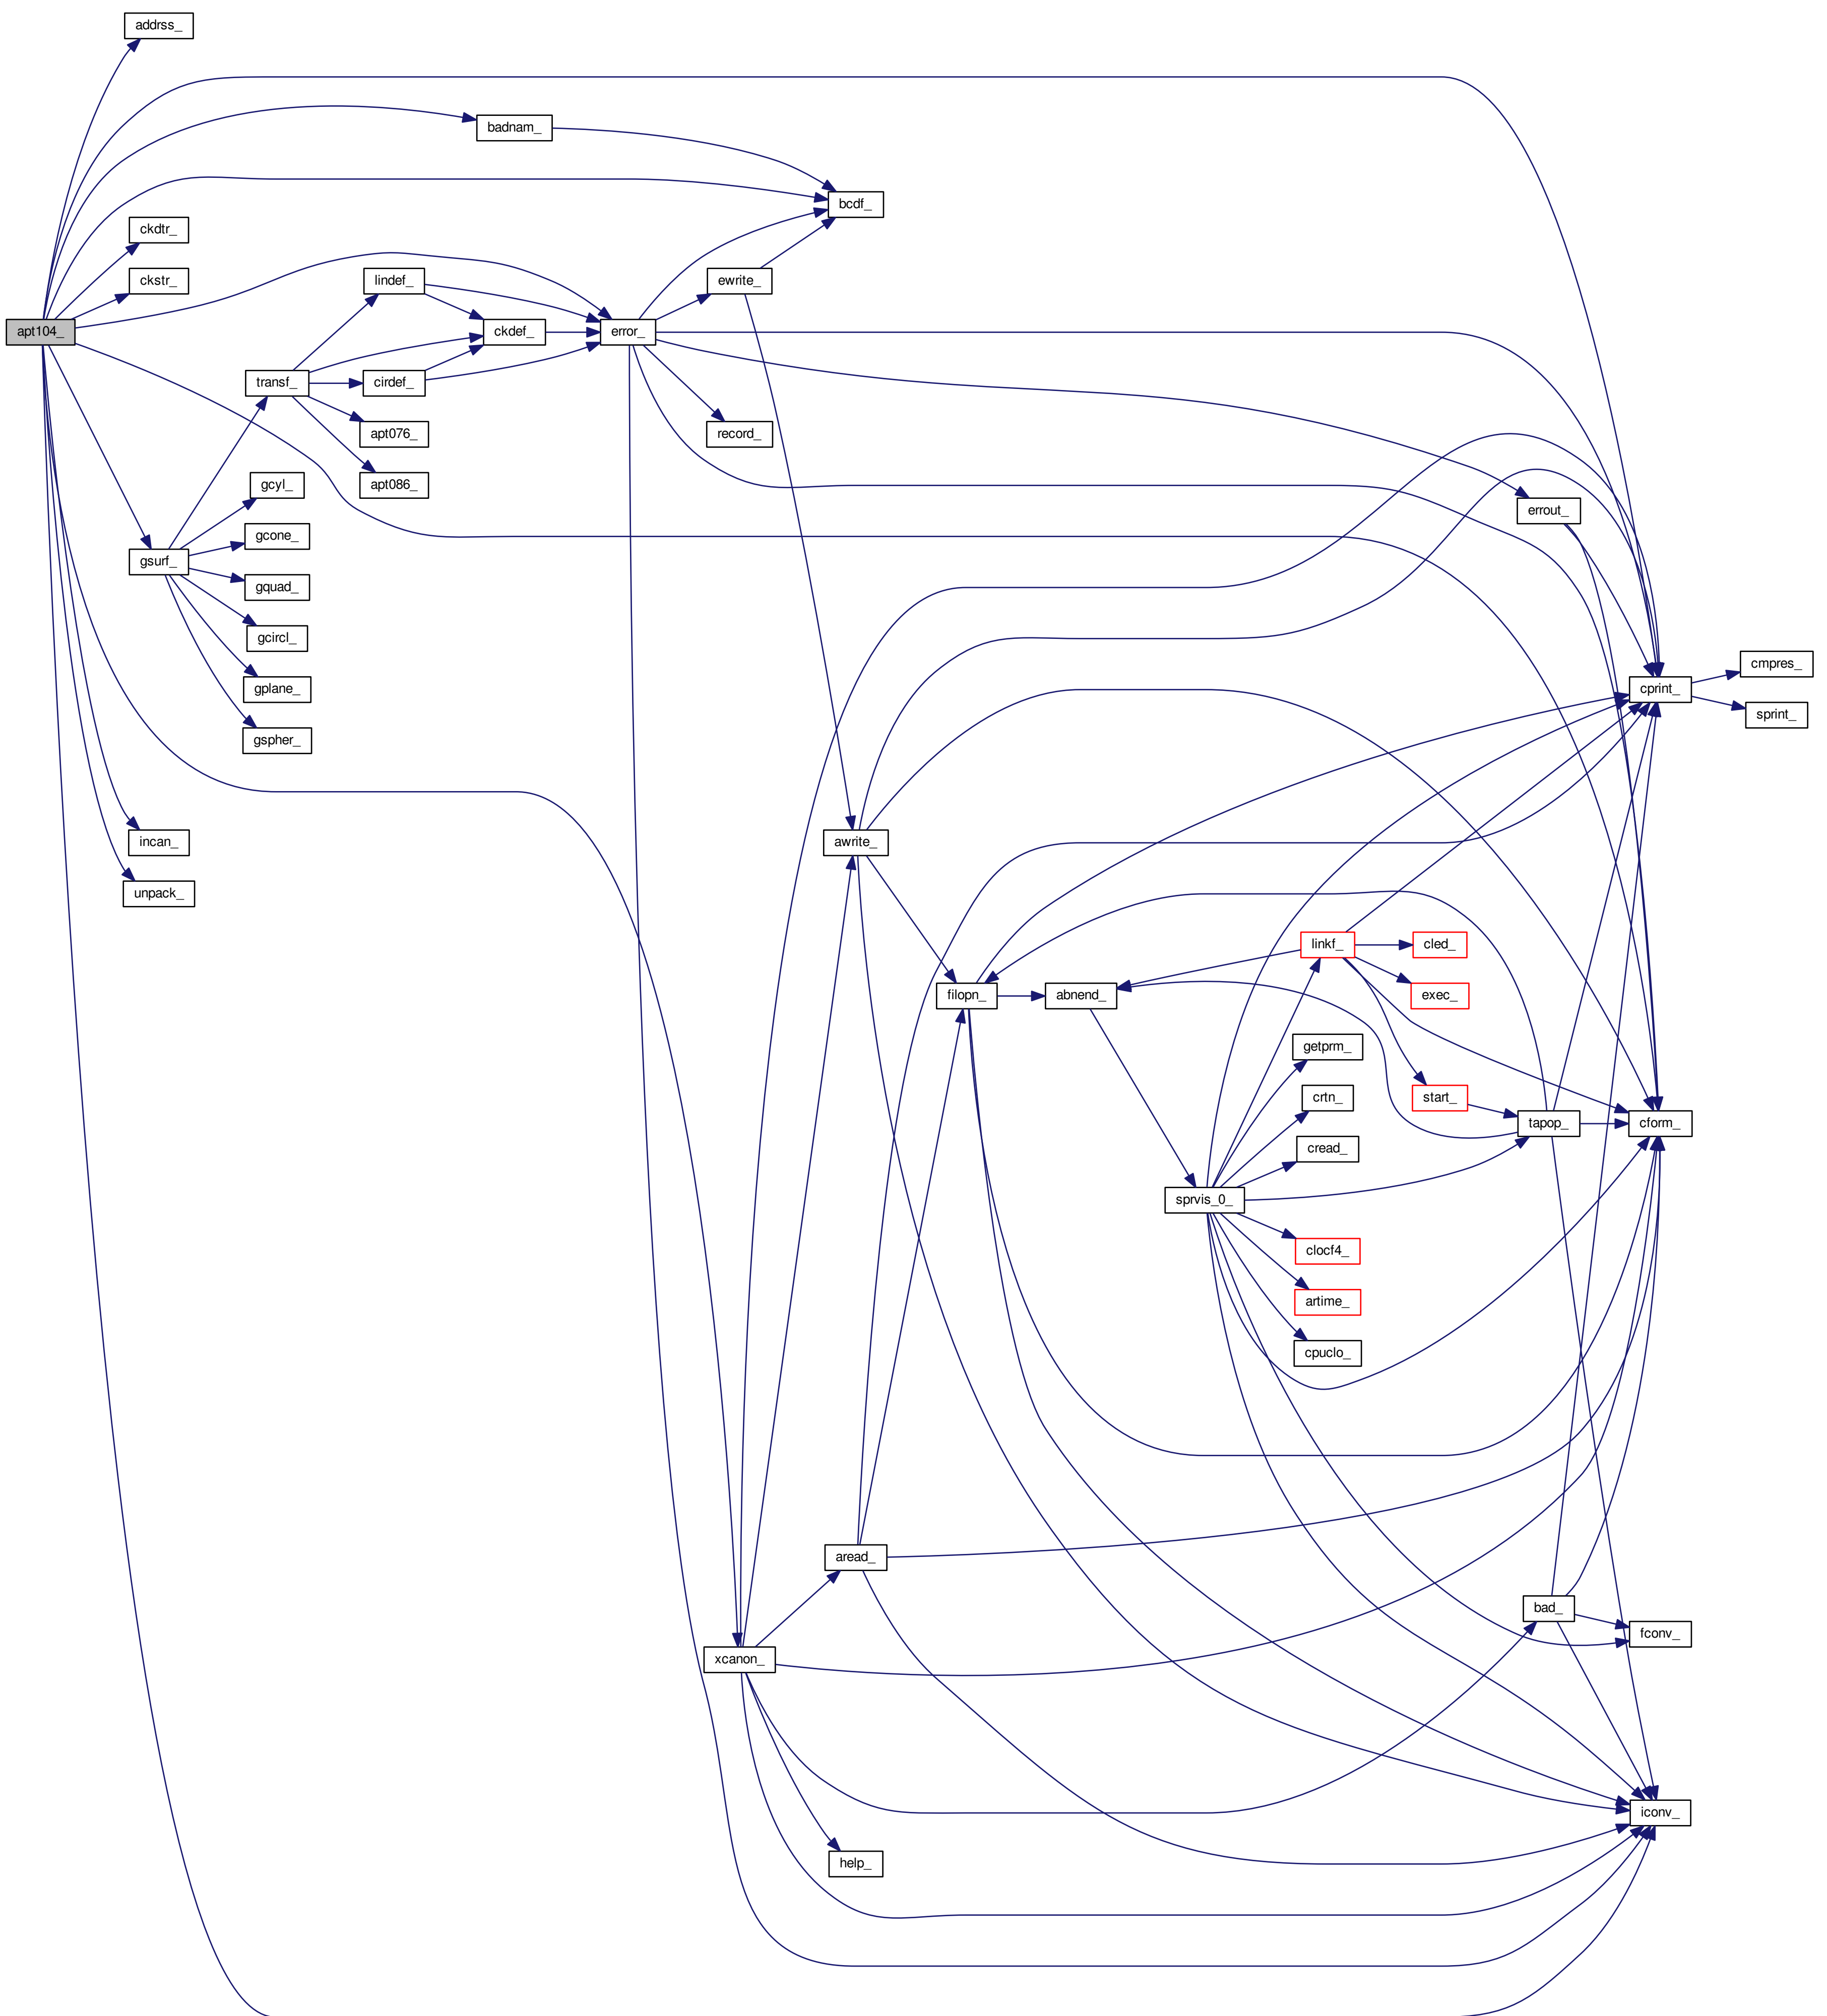 addrss_
badnam_
bcdf_
ckdtr_
ckstr_
lindef_
ewrite_
apt104_
ckdef_
error_
transf_
cirdef_
apt076_
record_
apt086_
gcyl_
errout_
gcone_
gsurf_
gquad_
gcircl_
cmpres_
gplane_
cprint_
sprint_
gspher_
incan_
awrite_
unpack_
linkf_
cled_
filopn_
abnend_
exec_
getprm_
crtn_
start_
tapop_
cform_
cread_
sprvis_0_
clocf4_
artime_
cpuclo_
aread_
bad_
fconv_
xcanon_
iconv_
help_